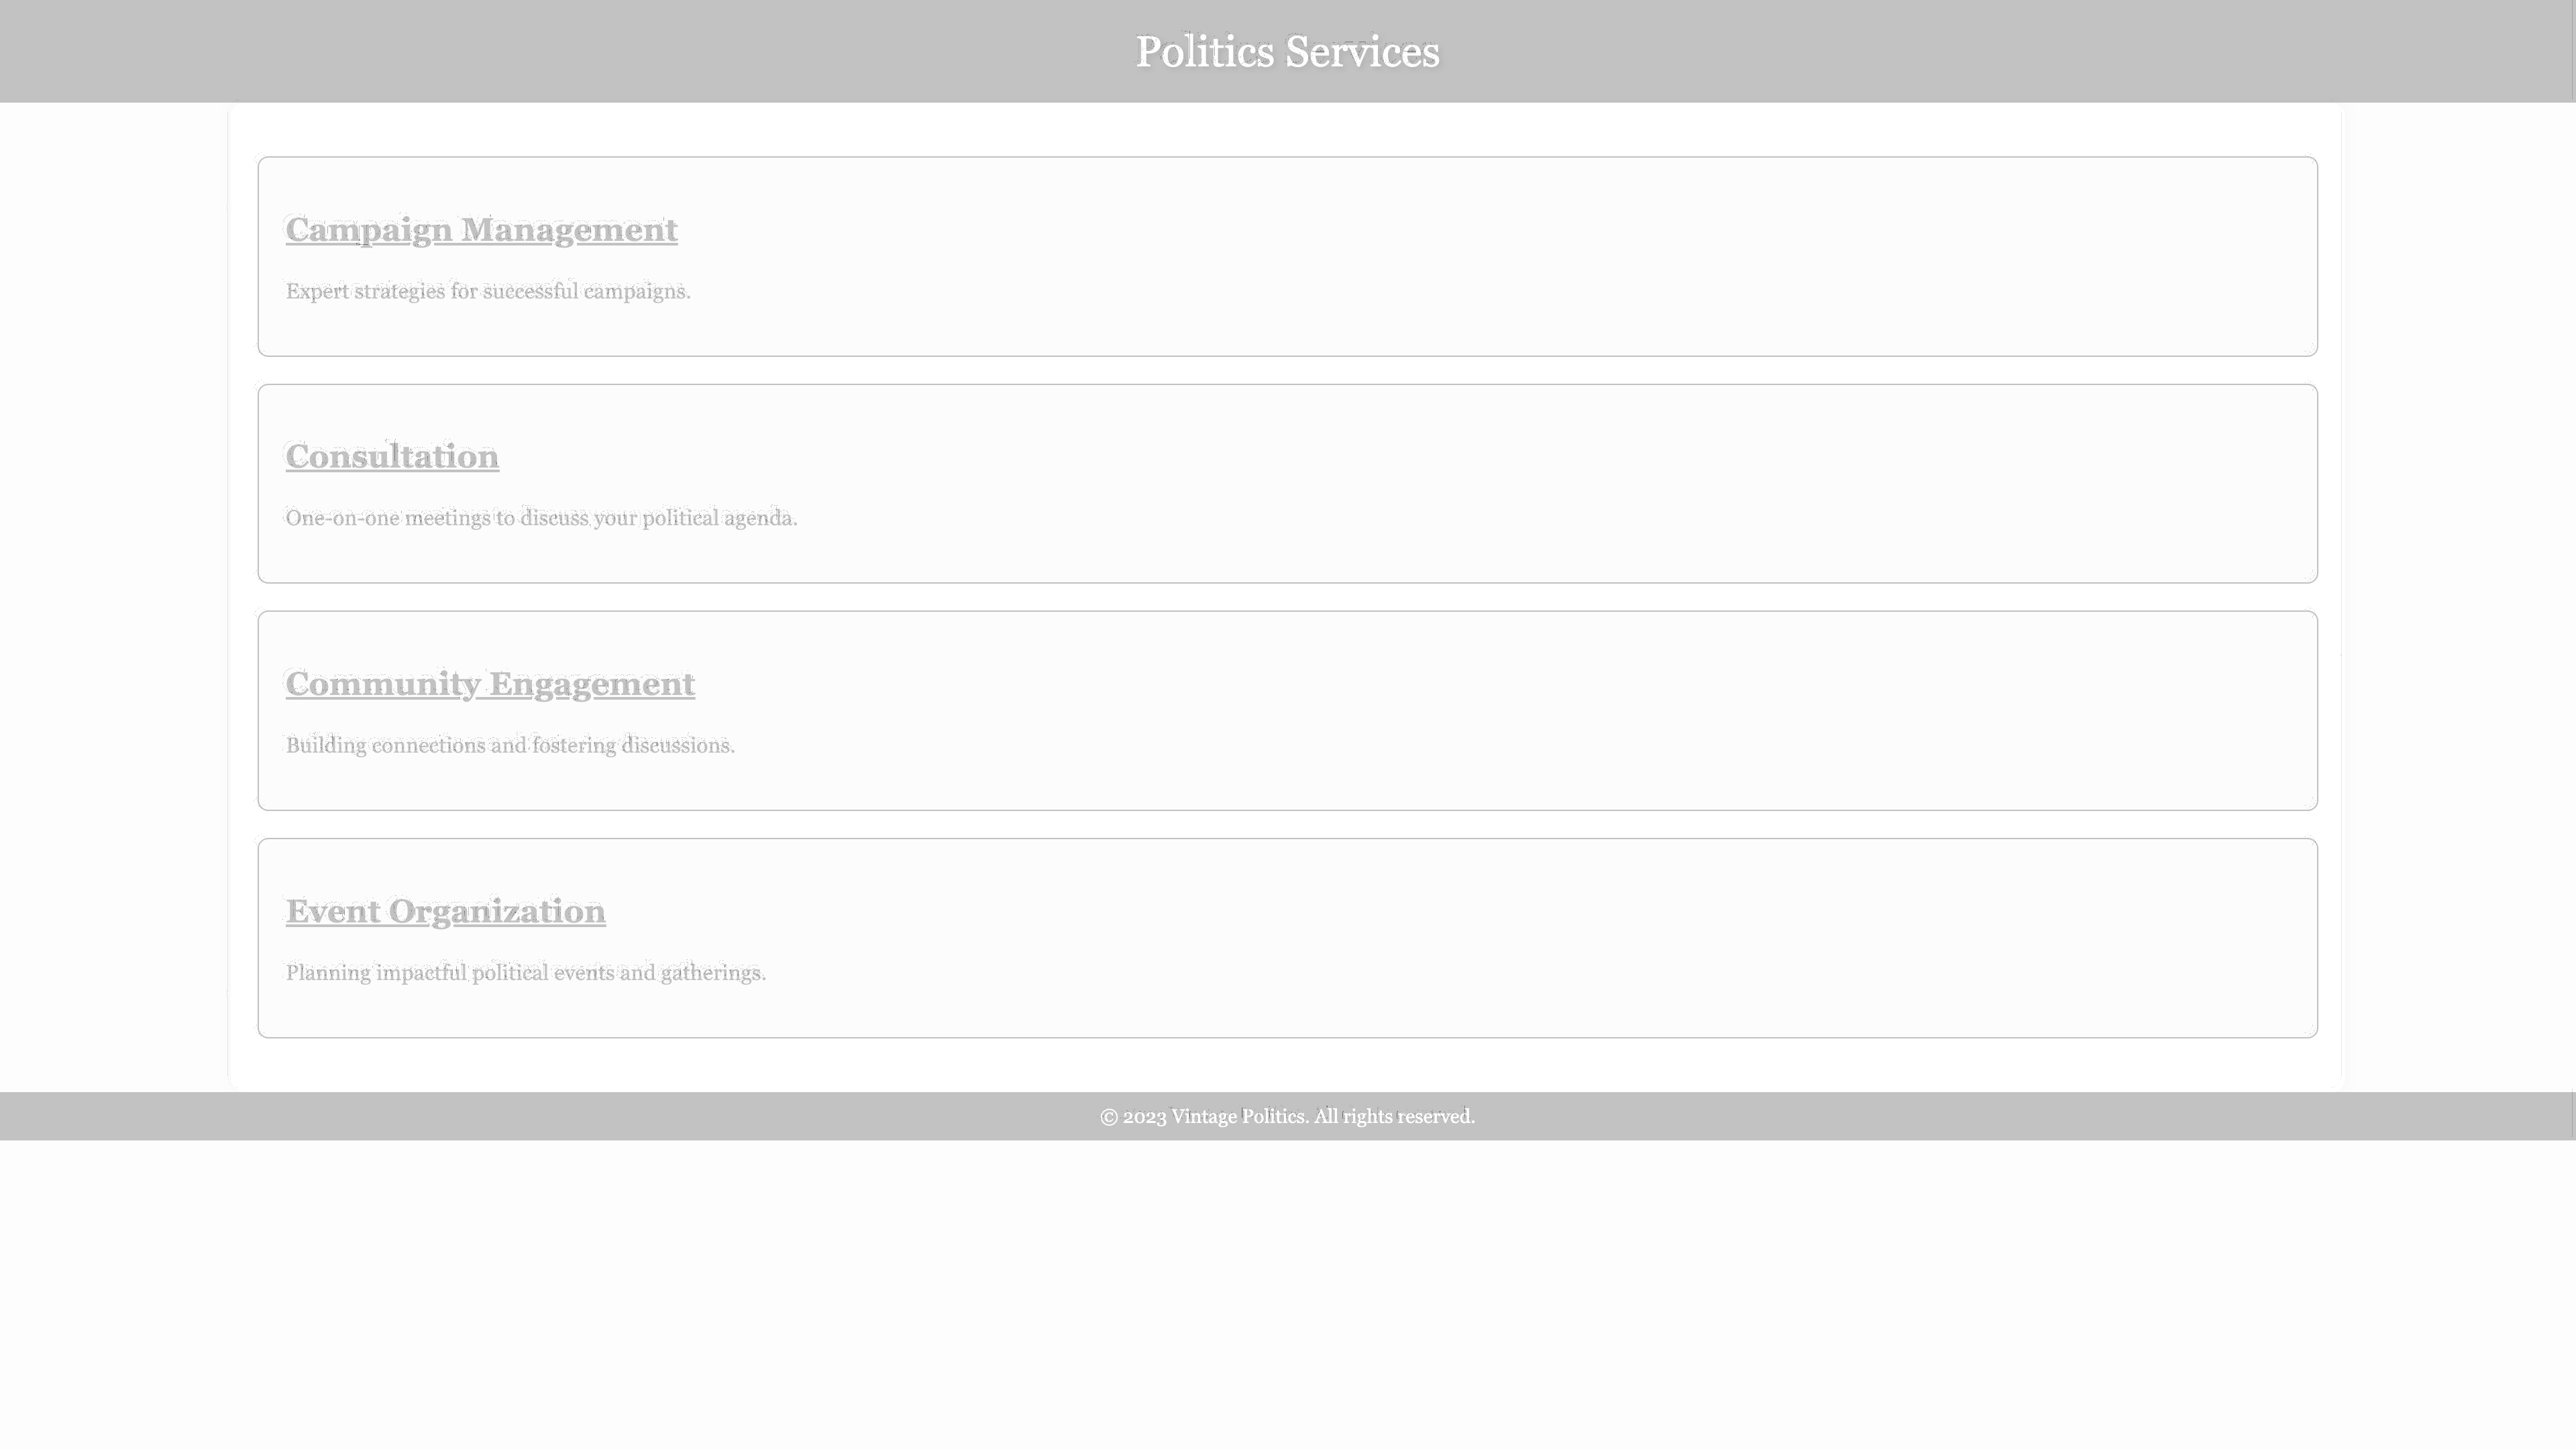 Politics Services
Campaign Management
Expert strategies for successful campaigns.
Consultation
One-on-one meetings to discuss your political agenda.
Community Engagement
Building connections and fostering discussions.
Event Organization
Planning impactful political events and gatherings.
© 2023 Vintage Politics. All rights reserved.